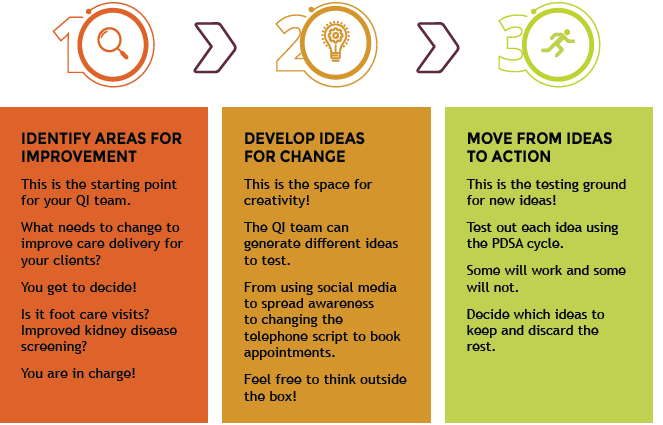 1
2
3
IDENTIFY AREAS FOR
IMPROVEMENT
This is the starting point
for your QI team.
What needs to change to
improve care delivery for
your clients?
You get to decide!
Is it foot care visits?
Improved kidney disease
screening?
You are in charge!
DEVELOP IDEAS
FOR CHANGE
This is the space for
creativity!
The QI team can
generate different ideas
to test.
From using social media
to spread awareness
to changing the
telephone script to book
appointments.
Feel free to think outside
the box!
MOVE FROM IDEAS
TO ACTION
This is the testing ground
for new ideas!
Test out each idea using
the PDSA cycle.
Some will work and some
will not.
Decide which ideas to
keep and discard the
rest.